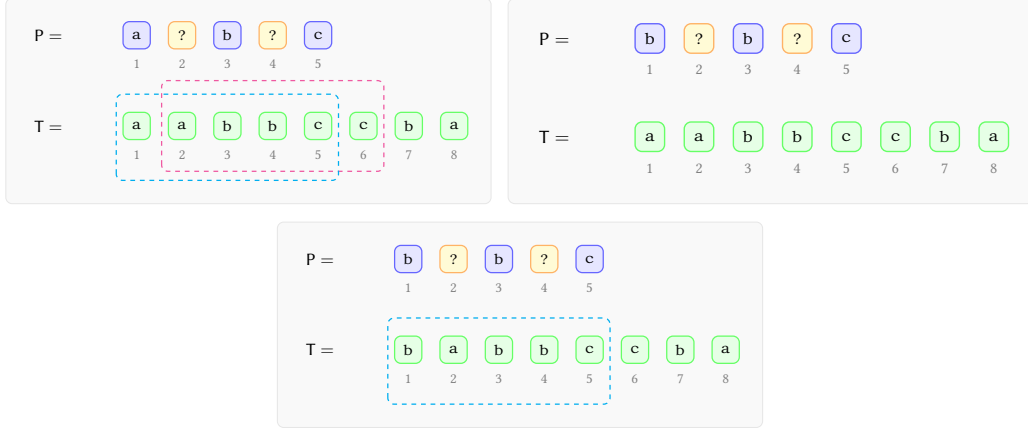 P = a ? b ? c
1 2 3 4 5
T = a a b b c c b a
1 2 3 4 5 6 7 8
P = b ? b ? c
1 2 3 4 5
T = a a b b c c b a
1 2 3 4 5 6 7 8
P = b ? b ? c
1 2 3 4 5
T = b a b b c c b a
1 2 3 4 5 6 7 8